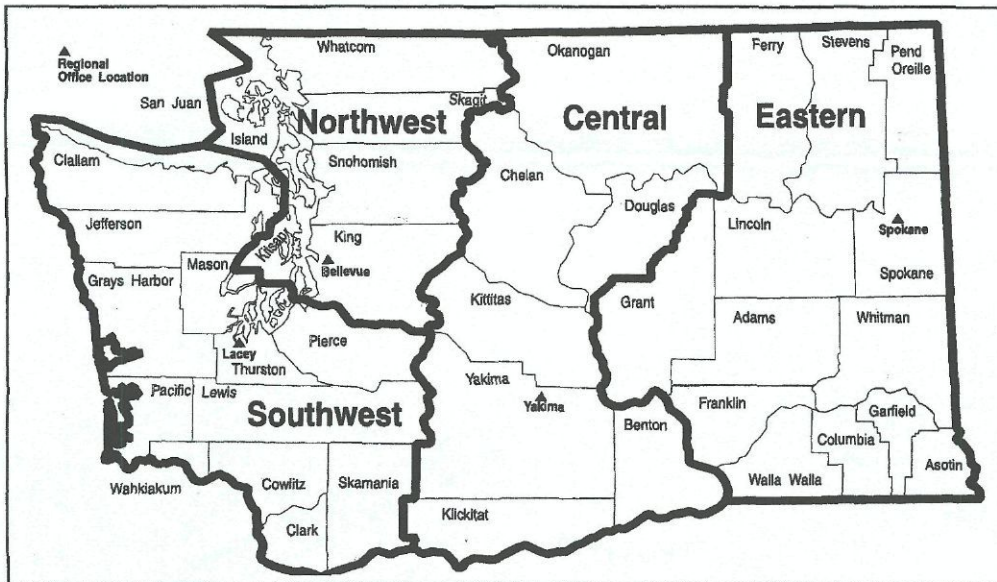 Regional
Office Location
San Juan
Whatcom
Skagit
Island
Northwest
Snohomish
Clallam
Jefferson
Kitsap
King
Bellevue
Mason
Grays Harbor
Lacey
Thurston
Pierce
Pacific
Lewis
Southwest
Wahkiakum
Cowlitz
Skamania
Clark
Okanogan
Central
Chelan
Douglas
Kittitas
Yakima
Yakima
Benton
Klickitat
Ferry
Stevens
Pend
Oreille
Eastern
Lincoln
Spokane
Spokane
Grant
Adams
Whitman
Franklin
Garfield
Columbia
Walla Walla
Asotin